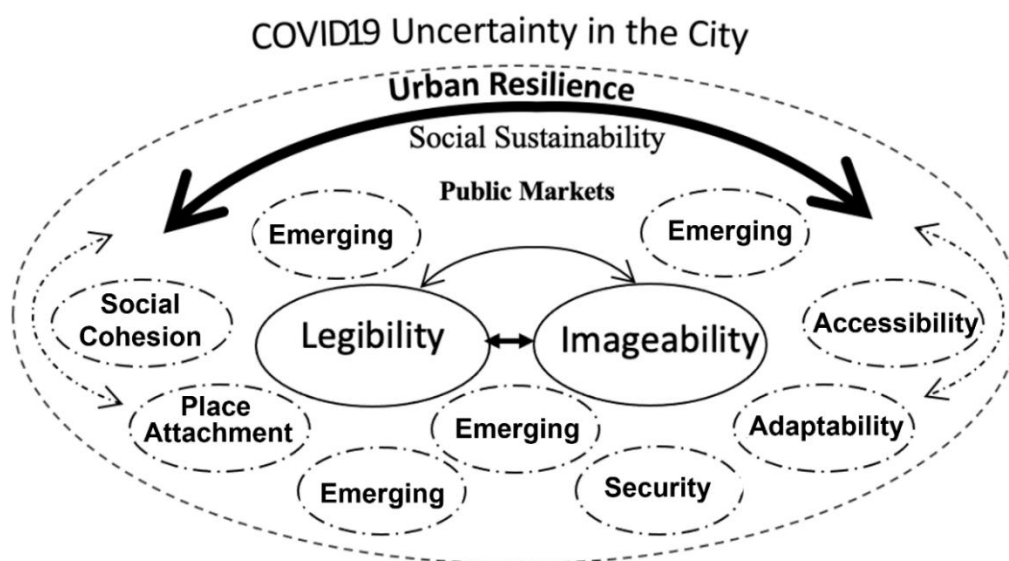 COVID19 Uncertainty in the City
Urban Resilience
Social Sustainability
Public Markets
Emerging
Emerging
Social
Cohesion
Legibility
Imageability
Accessibility
Place
Attachment
Emerging
Adaptability
Emerging
Security